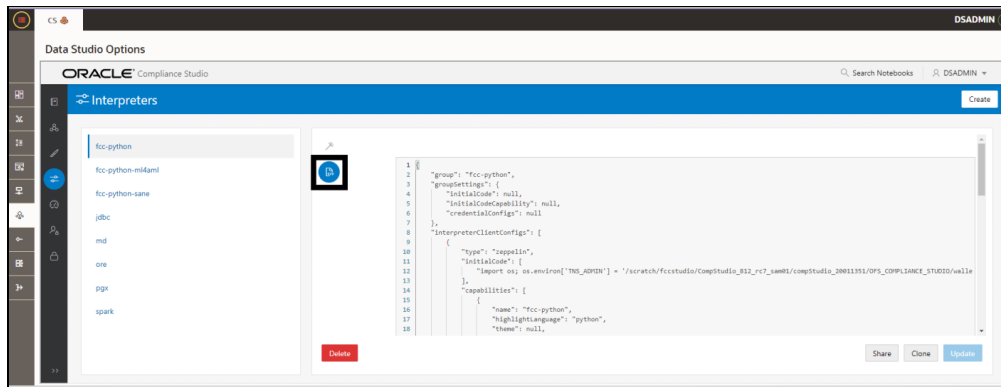 CS
DSADMIN
Data Studio Options
ORACLE Compliance Studio
Search Notebooks
DSADMIN
Interpreters
Create
fcc-python
fcc-python-ml4aml
fcc-python-sane
jdbc
md
ore
pgx
spark
1 {
2 "group": "fcc-python",
3 "groupSettings": {
4 "initialCode": null,
5 "initialCodeCapability": null,
6 "credentialConfigs": null
7 },
8 "interpreterClientConfigs": [
9 {
10 "type": "zeppelin",
11 "initialCode": [
12 "import os; os.environ['TNS_ADMIN'] = '/scratch/fccstudio/CompStudio_812_rc7_sam01/compStudio_20011351/OFS_COMPLIANCE_STUDIO/walle
13 ],
14 "capabilities": [
15 {
16 "name": "fcc-python",
17 "highlightLanguage": "python",
18 "theme": null,
Delete
Share
Clone
Update